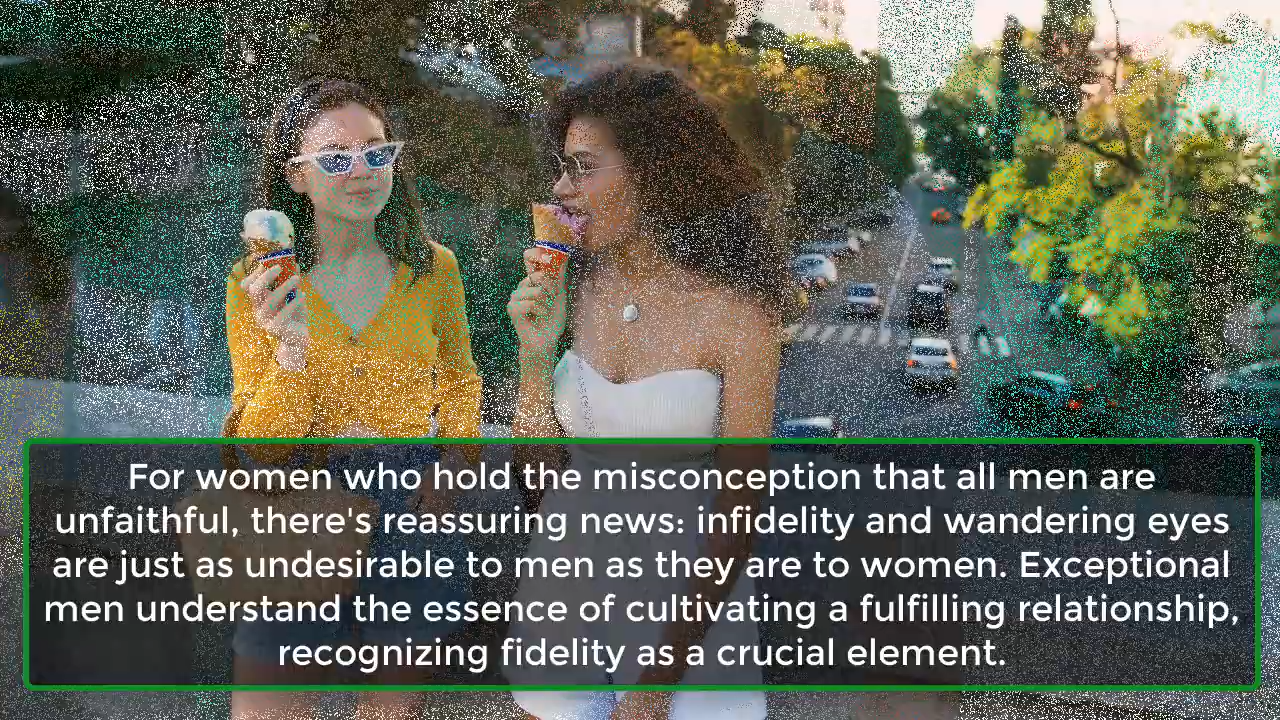 For women who hold the misconception that all men are
unfaithful, there's reassuring news: infidelity and wandering eyes
are just as undesirable to men as they are to women. Exceptional
men understand the essence of cultivating a fulfilling relationship,
recognizing fidelity as a crucial element.